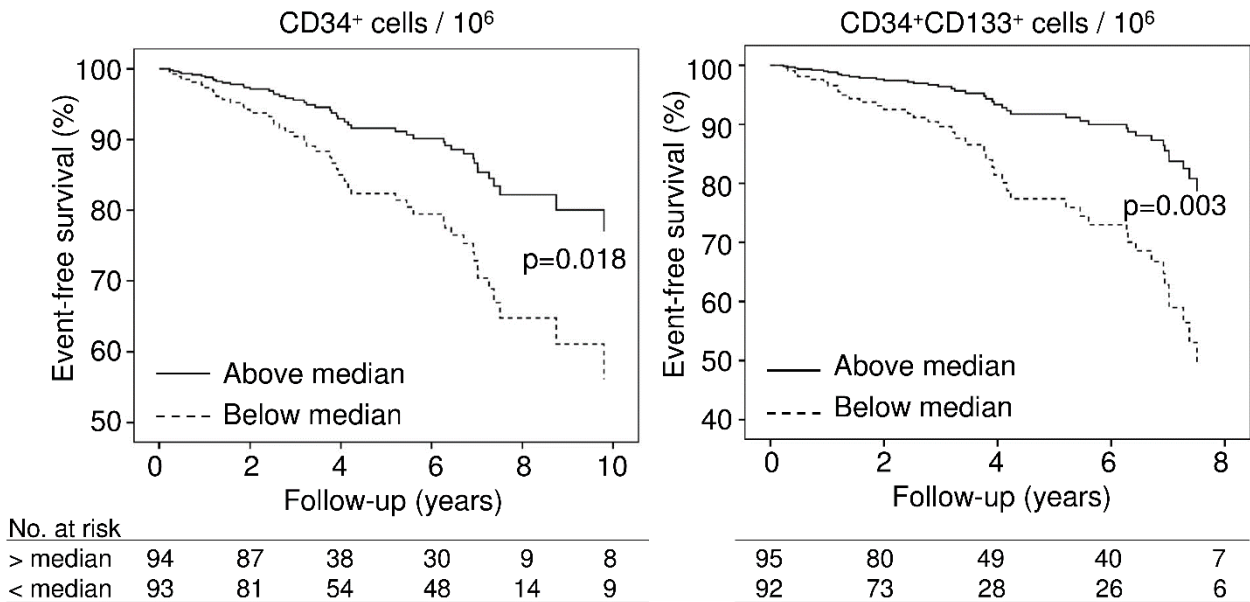 CD34⁺ cells / 10⁶
Event-free survival (%)
100
90
80
70
60
50
p=0.018
Above median
Below median
0 2 4 6 8 10
Follow-up (years)
CD34⁺CD133⁺ cells / 10⁶
Event-free survival (%)
100
90
80
70
60
50
40
p=0.003
Above median
Below median
0 2 4 6 8
Follow-up (years)
No. at risk
> median 94 87 38 30 9 8 95 80 49 40 7
< median 93 81 54 48 14 9 92 73 28 26 6